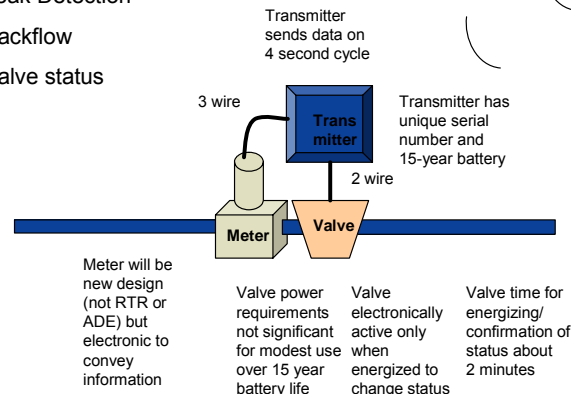 ackflow
alve status
Transmitter
sends data on
4 second cycle
3 wire
Trans
mitter
Transmitter has
unique serial
number and
15-year battery
2 wire
Meter
Valve
Meter will be
new design
(not RTR or
ADE) but
electronic to
convey
information
Valve power
requirements
not significant
for modest use
over 15 year
battery life
Valve
electronically
active only
when
energized to
change status
Valve time for
energizing/
confirmation of
status about
2 minutes